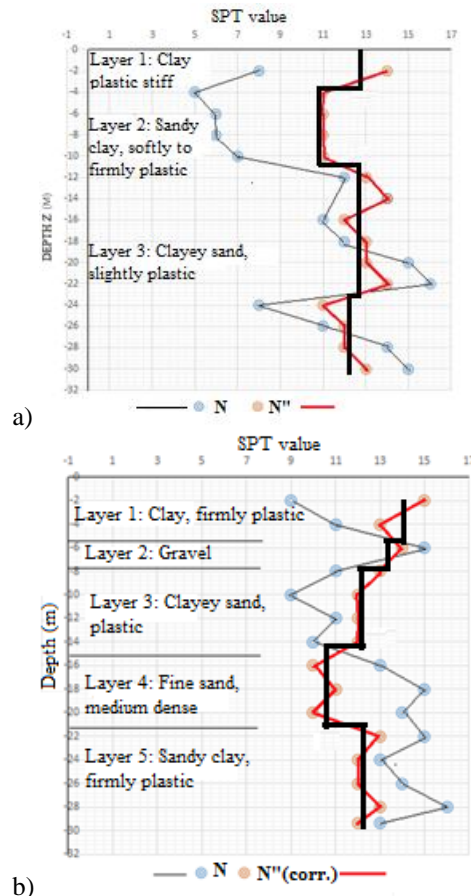 SPT value
-1 1 3 5 7 9 11 13 15 17
-0
-2
-4
-6
-8
-10
-12
-14
-16
-18
-20
-22
-24
-26
-28
-30
-32
DEPTH Z (M)
Layer 1: Clay
plastic stiff
Layer 2: Sandy
clay, softly to
firmly plastic
Layer 3: Clayey sand,
slightly plastic
N N"
a)
SPT value
-1 1 3 5 7 9 11 13 15 17
0
-2
-4
-6
-8
-10
-12
-14
-16
-18
-20
-22
-24
-26
-28
-30
Depth (m)
Layer 1: Clay, firmly plastic
Layer 2: Gravel
Layer 3: Clayey sand,
plastic
Layer 4: Fine sand,
medium dense
Layer 5: Sandy clay,
firmly plastic
N N"(corr.)
b)